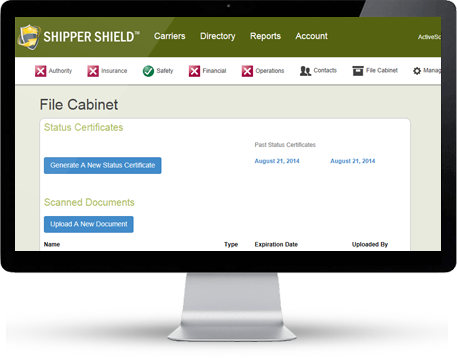 SHIPPER SHIELD™ Carriers Directory Reports Account ActiveSc
Authority Insurance Safety Financial Operations Contacts File Cabinet Manag
File Cabinet
Status Certificates
Past Status Certificates
Generate A New Status Certificate August 21, 2014 August 21, 2014
Scanned Documents
Upload A New Document
Name Type Expiration Date Uploaded By